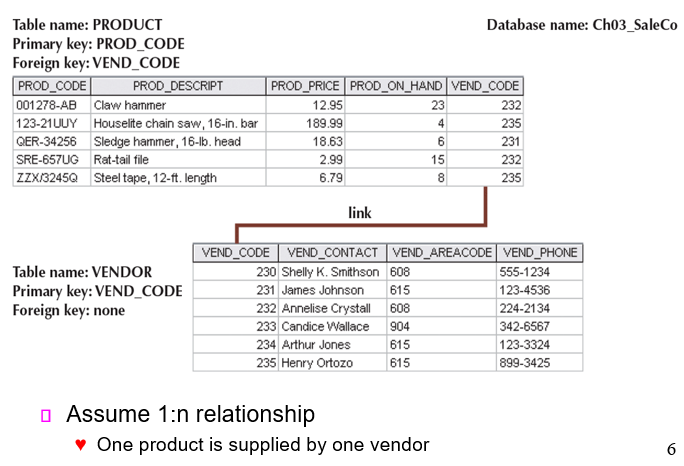 Table name: PRODUCT
Database name: Ch03_SaleCo
Primary key: PROD_CODE
Foreign key: VEND_CODE
PROD_CODE PROD_DESCRIPT PROD_PRICE PROD_ON_HAND VEND_CODE
001278-AB Claw hammer 12.95 23 232
123-21UUY Houselite chain saw, 16-in. bar 189.99 4 235
QER-34256 Sledge hammer, 16-lb. head 18.63 6 231
SRE-657UG Rat-tail file 2.99 15 232
ZZX/3245Q Steel tape, 12-ft. length 6.79 8 235
link
Table name: VENDOR
Primary key: VEND_CODE
Foreign key: none
VEND_CODE VEND_CONTACT VEND_AREACODE VEND_PHONE
230 Shelly K. Smithson 608 555-1234
231 James Johnson 615 123-4536
232 Annelise Crystall 608 224-2134
233 Candice Wallace 904 342-6567
234 Arthur Jones 615 123-3324
235 Henry Ortozo 615 899-3425
Assume 1:n relationship
♥ One product is supplied by one vendor
6